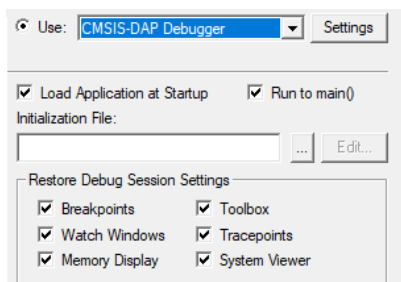 Use: CMSIS-DAP Debugger Settings
Load Application at Startup Run to main()
Initialization File:
... Edit...
Restore Debug Session Settings
Breakpoints Toolbox
Watch Windows Tracepoints
Memory Display System Viewer